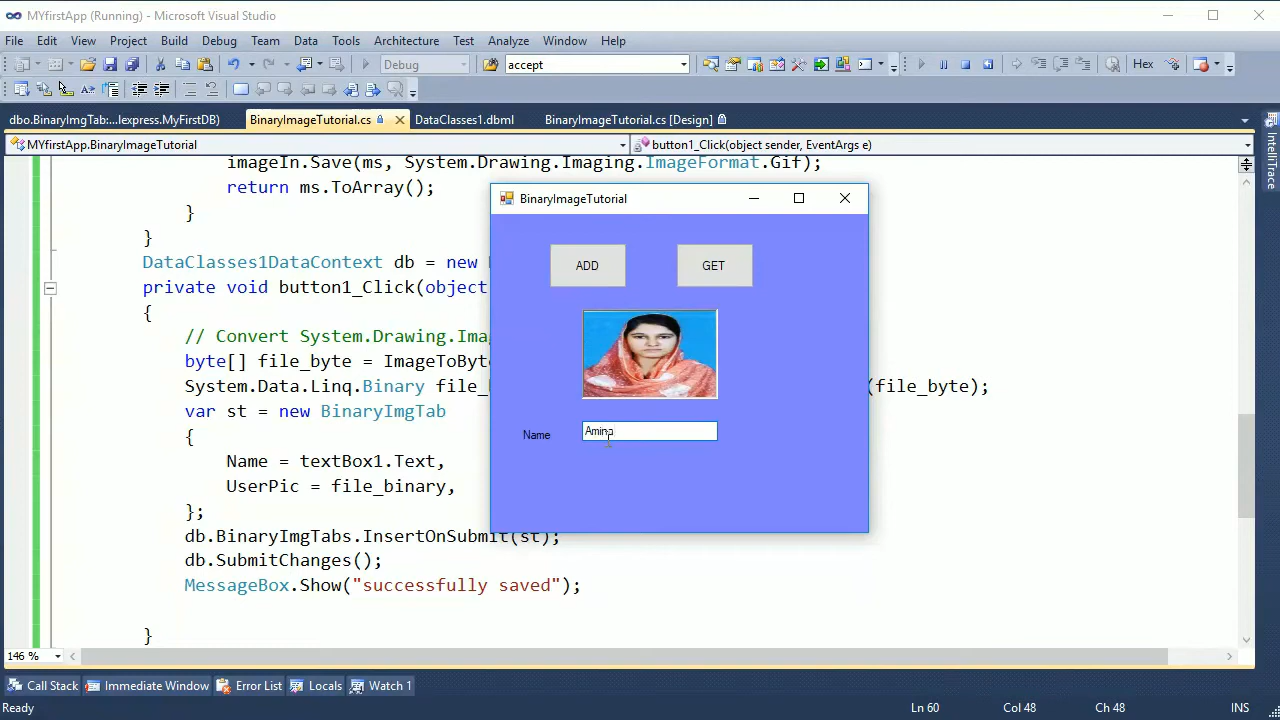 MYfirstApp (Running) - Microsoft Visual Studio
File Edit View Project Build Debug Team Data Tools Architecture Test Analyze Window Help
Debug accept Hex
dbo.BinaryImgTab:...lexpress.MyFirstDB) BinaryImageTutorial.cs DataClasses1.dbml BinaryImageTutorial.cs [Design]
MYfirstApp.BinaryImageTutorial button1_Click(object sender, EventArgs e)
IntelliTrace
imageIn.Save(ms, System.Drawing.Imaging.ImageFormat.Gif);
return ms.ToArray();
}
}
DataClasses1DataContext db = new
private void button1_Click(object
{
// Convert System.Drawing.Ima
byte[] file_byte = ImageToByte
System.Data.Linq.Binary file_ (file_byte);
var st = new BinaryImgTab
{
Name = textBox1.Text,
UserPic = file_binary,
};
db.BinaryImgTabs.InsertOnSubmit(st);
db.SubmitChanges();
MessageBox.Show("successfully saved");
}
BinaryImageTutorial
ADD GET
Name Amina
146 %
Call Stack Immediate Window Error List Locals Watch 1
Ready Ln 60 Col 48 Ch 48 INS